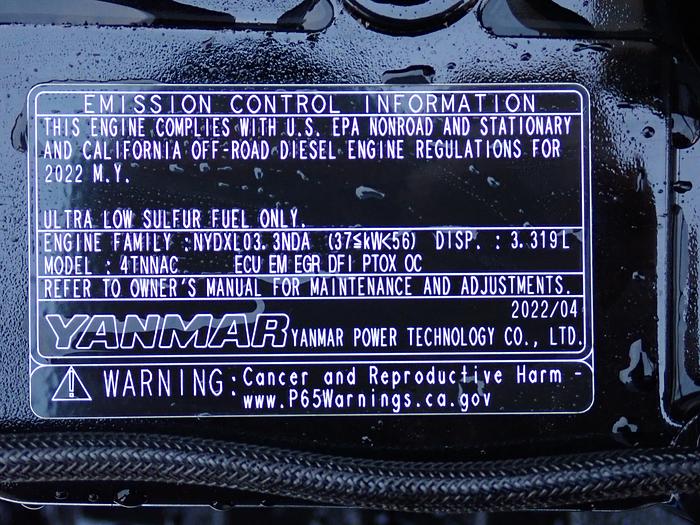 EMISSION CONTROL INFORMATION
THIS ENGINE COMPLIES WITH U.S. EPA NONROAD AND STATIONARY
AND CALIFORNIA OFF-ROAD DIESEL ENGINE REGULATIONS FOR
2022 M.Y.
ULTRA LOW SULFUR FUEL ONLY.
ENGINE FAMILY :NYDXL03.3NDA (37≦kW<56) DISP. : 3.319L
MODEL : 4TNNAC ECU EM EGR DFI PTOX OC
REFER TO OWNER'S MANUAL FOR MAINTENANCE AND ADJUSTMENTS.
2022/04
YANMAR YANMAR POWER TECHNOLOGY CO., LTD.
WARNING: Cancer and Reproductive Harm -
www.P65Warnings.ca.gov